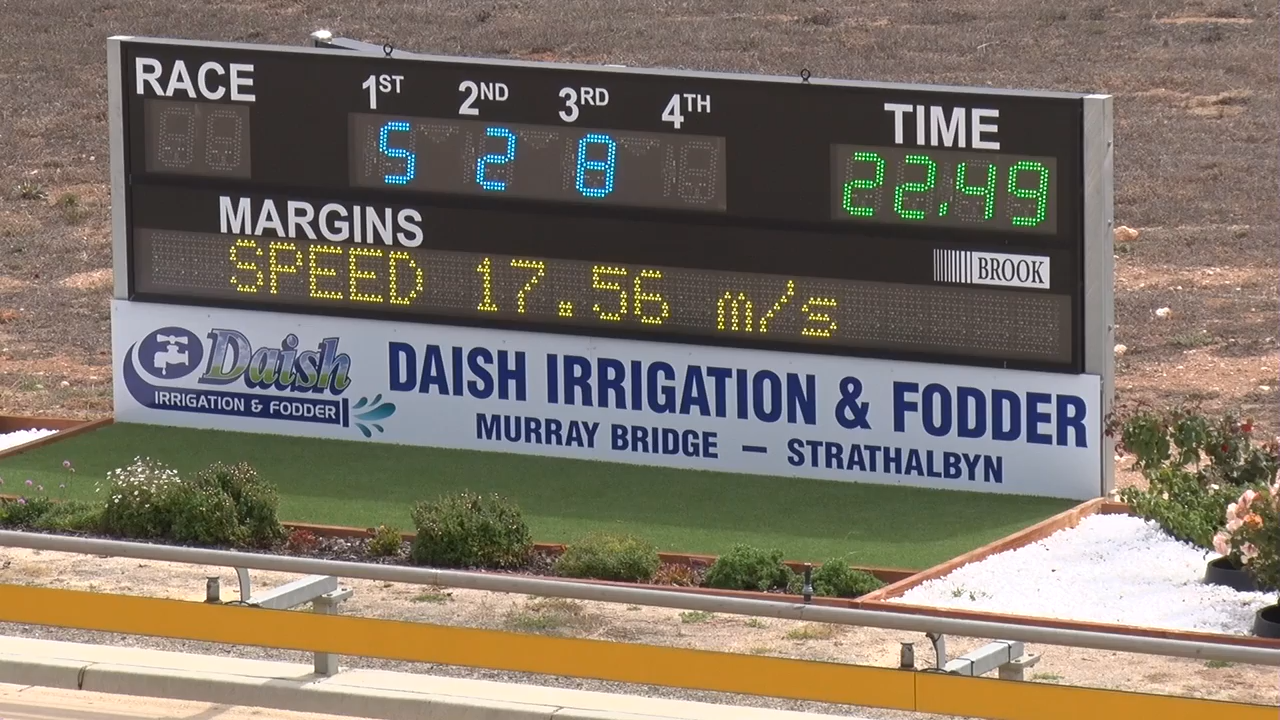 RACE 1ST 2ND 3RD 4TH TIME
5 2 8 22.49
MARGINS
BROOK
SPEED 17.56 m/s
Daish
IRRIGATION & FODDER
DAISH IRRIGATION & FODDER
MURRAY BRIDGE — STRATHALBYN